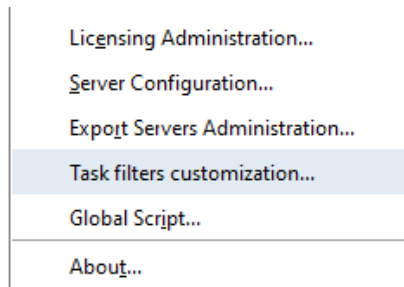 Licensing Administration...
Server Configuration...
Export Servers Administration...
Task filters customization...
Global Script...
About...